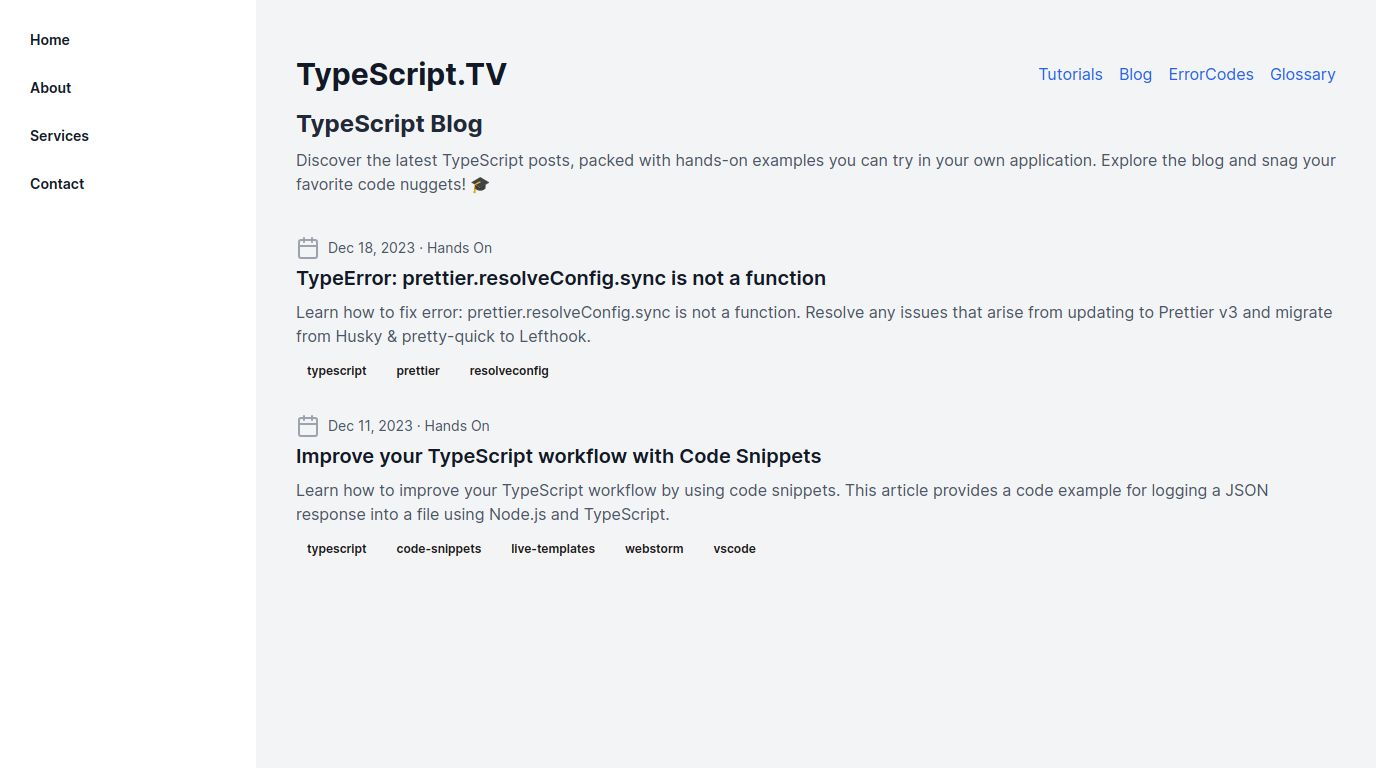 Home
About
Services
Contact
TypeScript.TV
Tutorials Blog ErrorCodes Glossary
TypeScript Blog
Discover the latest TypeScript posts, packed with hands-on examples you can try in your own application. Explore the blog and snag your
favorite code nuggets! 🎓
Dec 18, 2023 · Hands On
TypeError: prettier.resolveConfig.sync is not a function
Learn how to fix error: prettier.resolveConfig.sync is not a function. Resolve any issues that arise from updating to Prettier v3 and migrate
from Husky & pretty-quick to Lefthook.
typescript prettier resolveconfig
Dec 11, 2023 · Hands On
Improve your TypeScript workflow with Code Snippets
Learn how to improve your TypeScript workflow by using code snippets. This article provides a code example for logging a JSON
response into a file using Node.js and TypeScript.
typescript code-snippets live-templates webstorm vscode